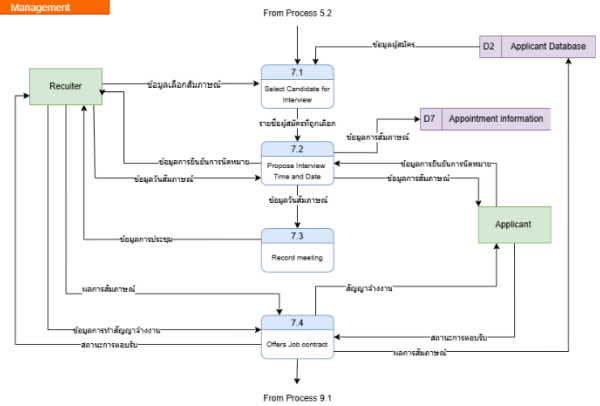 Management
From Process 5.2
ข้อมูลผู้สมัคร
D2 Applicant Database
7.1
Recuiter
ข้อมูลเลือกสัมภาษณ์
Select Candidate for
Interview
รายชื่อผู้สมัครที่ถูกเลือก
D7 Appointment information
ข้อมูลการสัมภาษณ์
7.2
ข้อมูลการยืนยันการนัดหมาย
Propose Interview
Time and Date
ข้อมูลการยืนยันการนัดหมาย
ข้อมูลวันสัมภาษณ์
ข้อมูลการสัมภาษณ์
ข้อมูลวันสัมภาษณ์
Applicant
7.3
ข้อมูลการประชุม
Record meeting
ผลการสัมภาษณ์
สัญญาจ้างงาน
7.4
ข้อมูลการทำสัญญาจ้างงาน
สถานะการตอบรับ
Offers Job contract
สถานะการตอบรับ
ผลการสัมภาษณ์
From Process 9.1